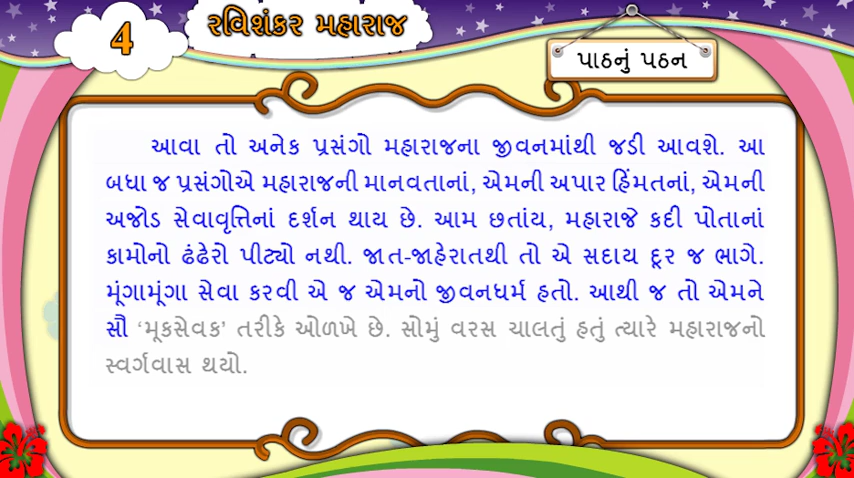 4
રવિશંકર મહારાજ
પાઠનું પઠન
આવા તો અનેક પ્રસંગો મહારાજના જીવનમાંથી જડી આવશે. આ
બધા જ પ્રસંગોએ મહારાજની માનવતાનાં, એમની અપાર હિંમતનાં, એમની
અજોડ સેવાવૃત્તિનાં દર્શન થાય છે. આમ છતાંય, મહારાજે કદી પોતાનાં
કામોનો ઢંઢેરો પીટ્યો નથી. જાત-જાહેરાતથી તો એ સદાય દૂર જ ભાગે.
મૂંગામૂંગા સેવા કરવી એ જ એમનો જીવનધર્મ હતો. આથી જ તો એમને
સૌ ‘મૂકસેવક’ તરીકે ઓળખે છે. સોમું વરસ ચાલતું હતું ત્યારે મહારાજનો
સ્વર્ગવાસ થયો.